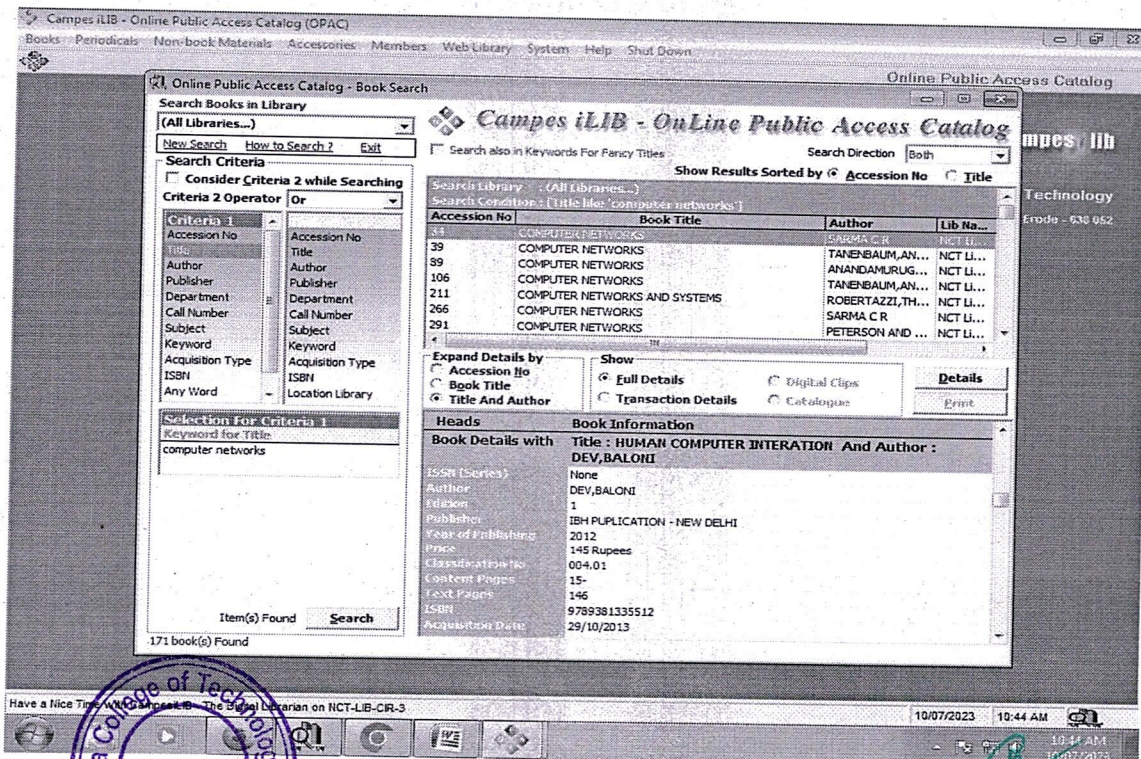 Campes iLIB - Online Public Access Catalog (OPAC)
Books Periodicals Non-book Materials Accessories Members Web Library System Help Shut Down
Online Public Access Catalog
Online Public Access Catalog - Book Search
Search Books in Library
(All Libraries...)
New Search How to Search ? Exit
Search Criteria
Consider Criteria 2 while Searching
Criteria 2 Operator Or
Criteria 1
Accession No
Title
Author
Publisher
Department
Call Number
Subject
Keyword
Acquisition Type
ISBN
Any Word
Accession No
Title
Author
Publisher
Department
Call Number
Subject
Keyword
Acquisition Type
ISBN
Location Library
Selection For Criteria 1
Keyword for Title
computer networks
Item(s) Found Search
171 book(s) Found
Campes iLIB - OnLine Public Access Catalog
Search also in Keywords For Fancy Titles
Search Direction Both
Show Results Sorted by Accession No Title
Search Library : (All Libraries...)
Search Condition : [Title like 'computer networks']
Accession No Book Title Author Lib Na...
34 COMPUTER NETWORKS SARMA C R NCT Li...
39 COMPUTER NETWORKS TANENBAUM,AN... NCT Li...
89 COMPUTER NETWORKS ANANDAMURUG... NCT Li...
106 COMPUTER NETWORKS TANENBAUM,AN... NCT Li...
211 COMPUTER NETWORKS AND SYSTEMS ROBERTAZZI,TH... NCT Li...
266 COMPUTER NETWORKS SARMA C R NCT Li...
291 COMPUTER NETWORKS PETERSON AND ... NCT Li...
Expand Details by
Accession No
Book Title
Title And Author
Show
Full Details
Transaction Details
Digital Clips
Catalogue
Details
Print
Heads Book Information
Book Details with Title : HUMAN COMPUTER INTERATION And Author :
DEV,BALONI
ISSN (Series) None
Author DEV,BALONI
Edition 1
Publisher IBH PUPLICATION - NEW DELHI
Year of Publishing 2012
Price 145 Rupees
Classification No 004.01
Content Pages 15-
Text Pages 146
ISBN 9789381335512
Acquisition Date 29/10/2013
mpes lib
Technology
Erode - 638 052
Have a Nice Time With Campes iLIB - The Digital Librarian on NCT-LIB-CIR-3
10/07/2023 10:44 AM
10:44 AM
10/07/2023
College of Technology